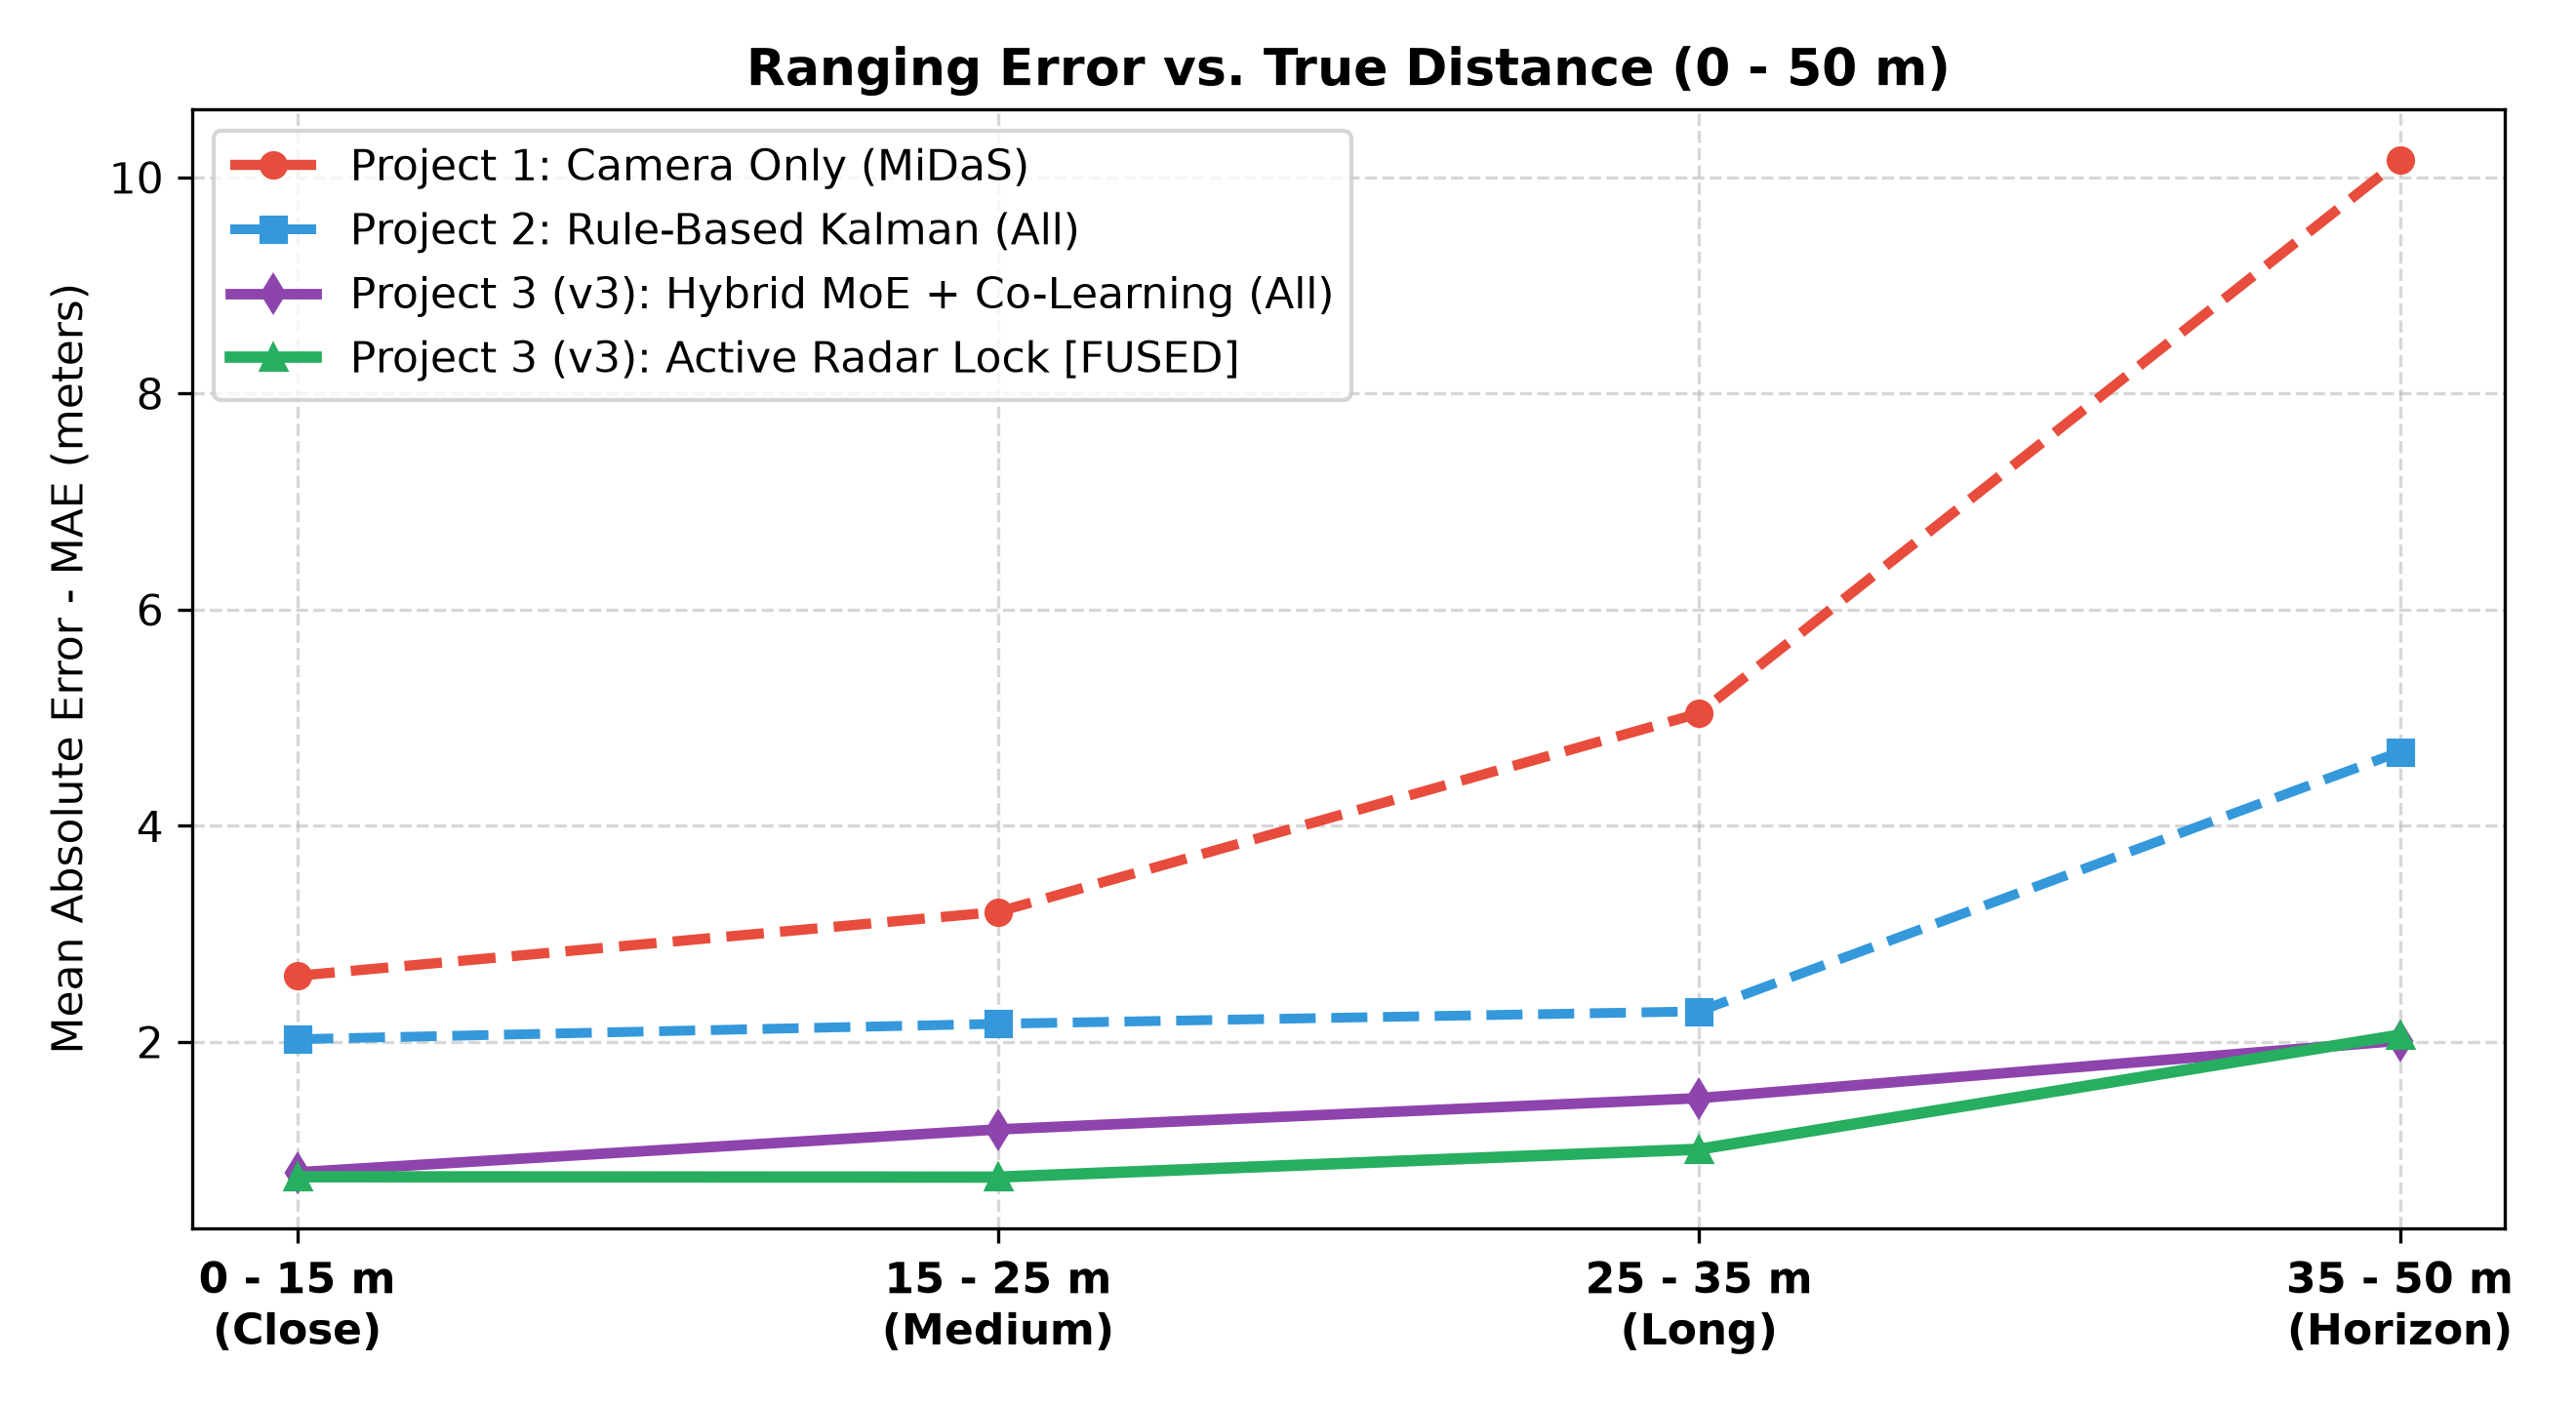 Ranging Error vs. True Distance (0 - 50 m)
Project 1: Camera Only (MiDaS)
Project 2: Rule-Based Kalman (All)
Project 3 (v3): Hybrid MoE + Co-Learning (All)
Project 3 (v3): Active Radar Lock [FUSED]
Mean Absolute Error - MAE (meters)
10
8
6
4
2
0 - 15 m
(Close)
15 - 25 m
(Medium)
25 - 35 m
(Long)
35 - 50 m
(Horizon)